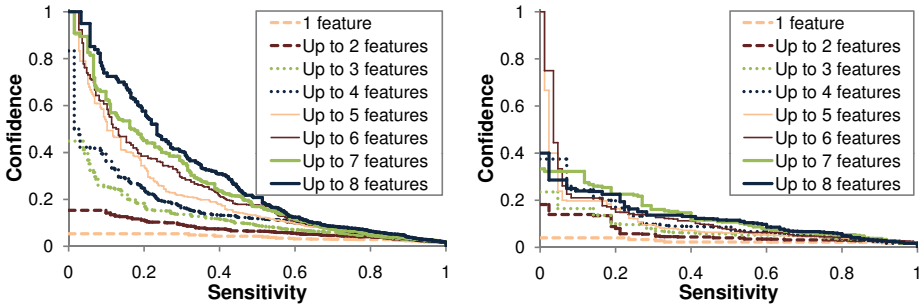 1
0.8
0.6
0.4
0.2
0
Confidence
0 0.2 0.4 0.6 0.8 1
Sensitivity
1 feature
Up to 2 features
Up to 3 features
Up to 4 features
Up to 5 features
Up to 6 features
Up to 7 features
Up to 8 features
1
0.8
0.6
0.4
0.2
0
Confidence
0 0.2 0.4 0.6 0.8 1
Sensitivity
1 feature
Up to 2 features
Up to 3 features
Up to 4 features
Up to 5 features
Up to 6 features
Up to 7 features
Up to 8 features